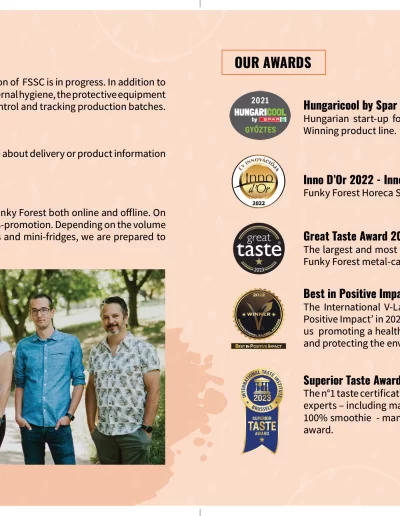 on of FSSC is in progress. In addition to
ernal hygiene, the protective equipment
ntrol and tracking production batches.
about delivery or product information
nky Forest both online and offline. On
-promotion. Depending on the volume
s and mini-fridges, we are prepared to
OUR AWARDS
2021
HUNGARICOOL
by SPAR
GYŐZTES
Hungaricool by Spar
Hungarian start-up fo
Winning product line.
ÉV INNOVÁCIÓJA
inno
d'Or
2022
Inno D'Or 2022 - Inno
Funky Forest Horeca S
great
taste
2023
Great Taste Award 20
The largest and most
Funky Forest metal-ca
2022
WINNER
BEST IN POSITIVE IMPACT
Best in Positive Impa
The International V-La
Positive Impact' in 202
us promoting a health
and protecting the env
INTERNATIONAL TASTE INSTITUTE
2023
BRUSSELS
SUPERIOR
TASTE
AWARD
Superior Taste Award
The n°1 taste certificat
experts – including ma
100% smoothie - man
award.